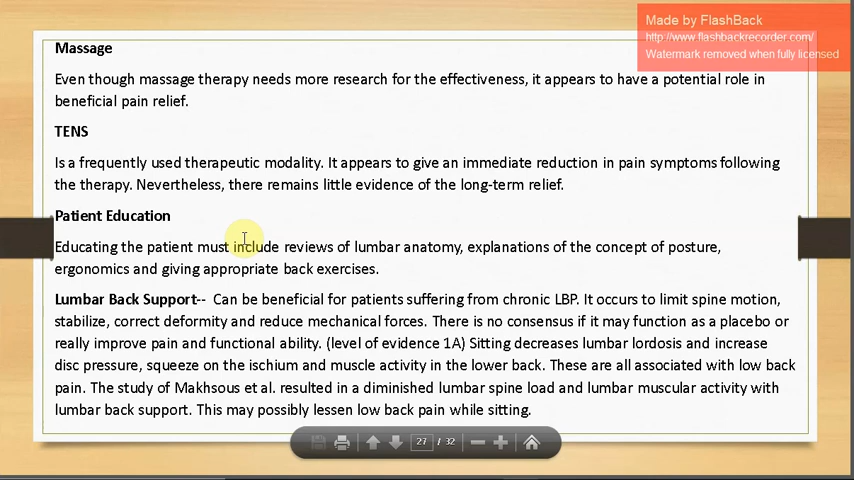 Made by FlashBack
http://www.flashbackrecorder.com/
Watermark removed when fully licensed
Massage
Even though massage therapy needs more research for the effectiveness, it appears to have a potential role in
beneficial pain relief.
TENS
Is a frequently used therapeutic modality. It appears to give an immediate reduction in pain symptoms following
the therapy. Nevertheless, there remains little evidence of the long-term relief.
Patient Education
Educating the patient must include reviews of lumbar anatomy, explanations of the concept of posture,
ergonomics and giving appropriate back exercises.
Lumbar Back Support-- Can be beneficial for patients suffering from chronic LBP. It occurs to limit spine motion,
stabilize, correct deformity and reduce mechanical forces. There is no consensus if it may function as a placebo or
really improve pain and functional ability. (level of evidence 1A) Sitting decreases lumbar lordosis and increase
disc pressure, squeeze on the ischium and muscle activity in the lower back. These are all associated with low back
pain. The study of Makhsous et al. resulted in a diminished lumbar spine load and lumbar muscular activity with
lumbar back support. This may possibly lessen low back pain while sitting.
27 / 32